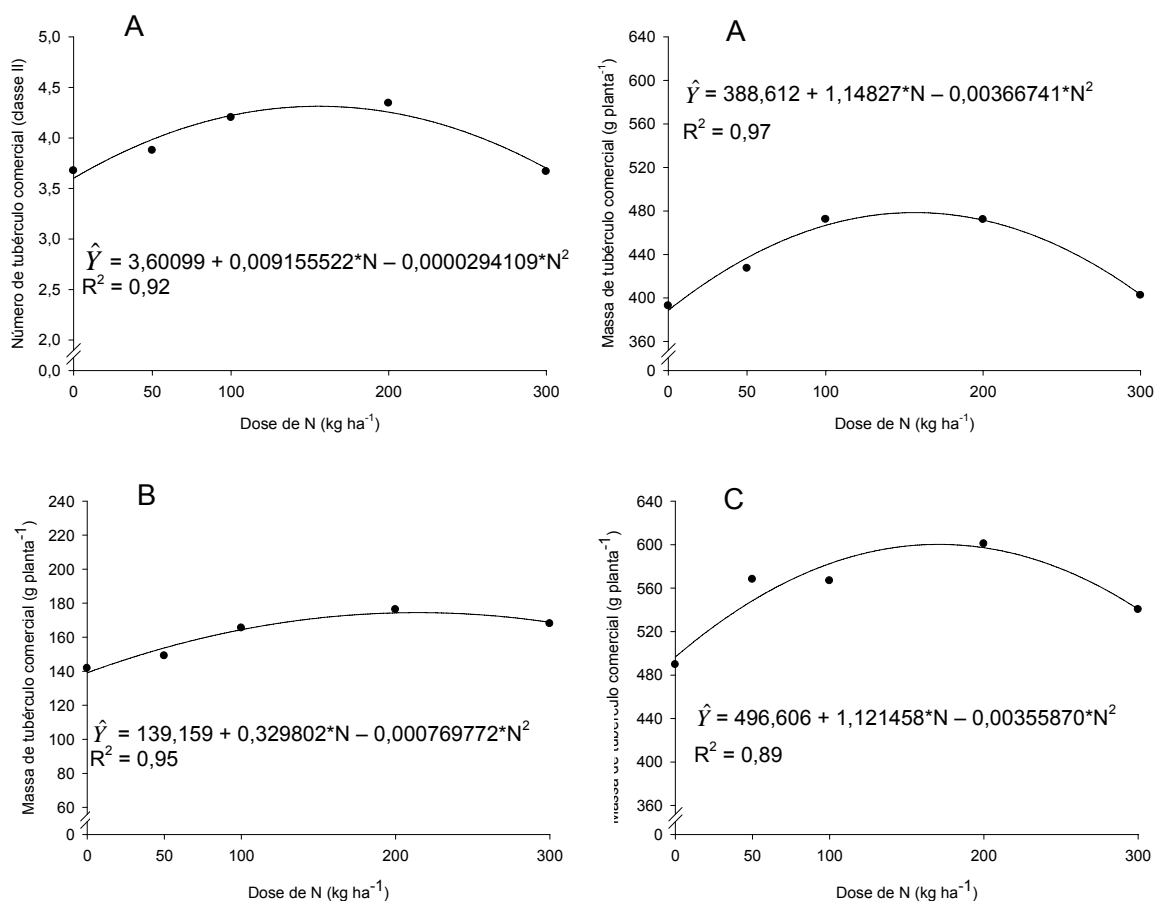 A
5,0
4,5
4,0
3,5
3,0
2,5
2,0
0,0
Número de tubérculo comercial (classe II)
Ŷ = 3,60099 + 0,009155522*N – 0,0000294109*N²
R² = 0,92
0 50 100 200 300
Dose de N (kg ha⁻¹)
A
640
600
560
520
480
440
400
360
0
Massa de tubérculo comercial (g planta⁻¹)
Ŷ = 388,612 + 1,14827*N – 0,00366741*N²
R² = 0,97
0 50 100 200 300
Dose de N (kg ha⁻¹)
B
240
220
200
180
160
140
120
100
80
60
0
Massa de tubérculo comercial (g planta⁻¹)
Ŷ = 139,159 + 0,329802*N – 0,000769772*N²
R² = 0,95
0 50 100 200 300
Dose de N (kg ha⁻¹)
C
640
600
560
520
480
440
400
360
0
Massa de tubérculo comercial (g planta⁻¹)
Ŷ = 496,606 + 1,121458*N – 0,00355870*N²
R² = 0,89
0 50 100 200 300
Dose de N (kg ha⁻¹)